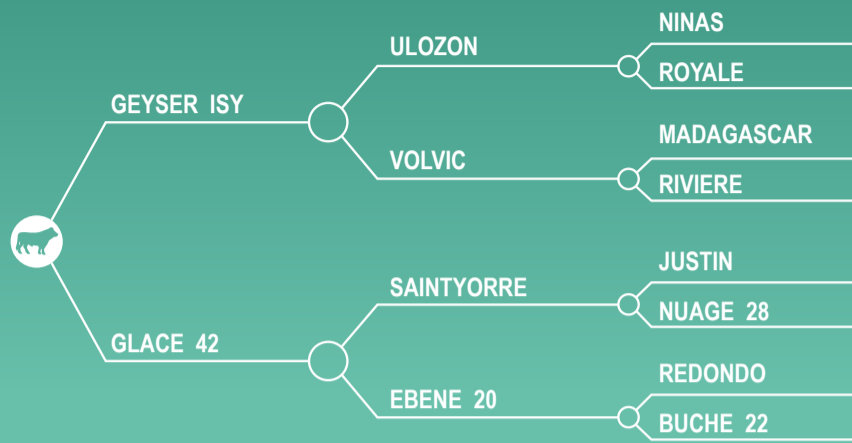 NINAS
ULOZON
ROYALE
GEYSER ISY
MADAGASCAR
VOLVIC
RIVIERE
JUSTIN
SAINTYORRE
NUAGE 28
GLACE 42
REDONDO
EBENE 20
BUCHE 22